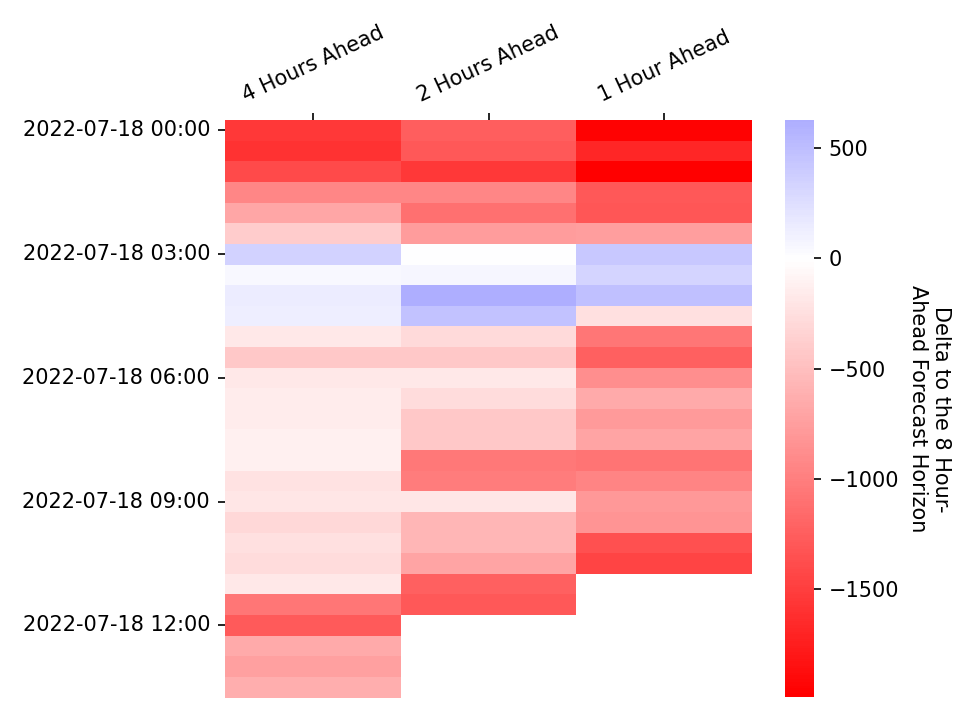 4 Hours Ahead
2 Hours Ahead
1 Hour Ahead
2022-07-18 00:00
2022-07-18 03:00
2022-07-18 06:00
2022-07-18 09:00
2022-07-18 12:00
500
0
−500
−1000
−1500
Delta to the 8 Hour-
Ahead Forecast Horizon